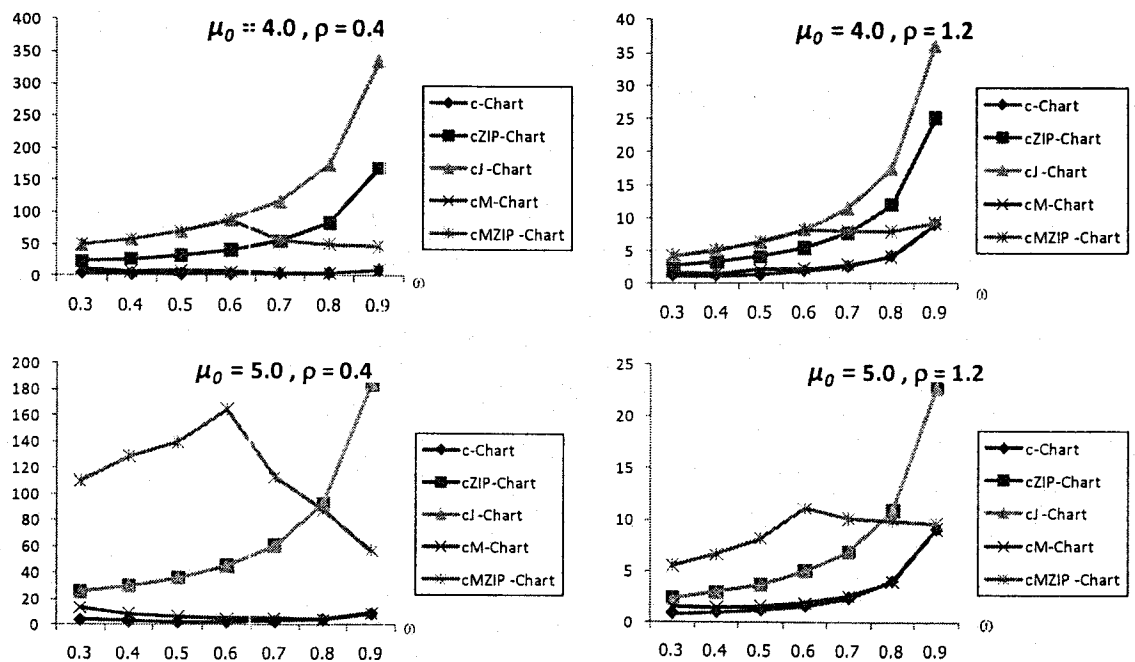 μ₀ = 4.0 , ρ = 0.4
400
350
300
250
200
150
100
50
0
0.3 0.4 0.5 0.6 0.7 0.8 0.9
ω
c-Chart
cZIP-Chart
cJ-Chart
cM-Chart
cMZIP -Chart
μ₀ = 4.0 , ρ = 1.2
40
35
30
25
20
15
10
5
0
0.3 0.4 0.5 0.6 0.7 0.8 0.9
ω
c-Chart
cZIP-Chart
cJ-Chart
cM-Chart
cMZIP -Chart
μ₀ = 5.0 , ρ = 0.4
200
180
160
140
120
100
80
60
40
20
0
0.3 0.4 0.5 0.6 0.7 0.8 0.9
ω
c-Chart
cZIP-Chart
cJ-Chart
cM-Chart
cMZIP -Chart
μ₀ = 5.0 , ρ = 1.2
25
20
15
10
5
0
0.3 0.4 0.5 0.6 0.7 0.8 0.9
ω
c-Chart
cZIP-Chart
cJ-Chart
cM-Chart
cMZIP -Chart